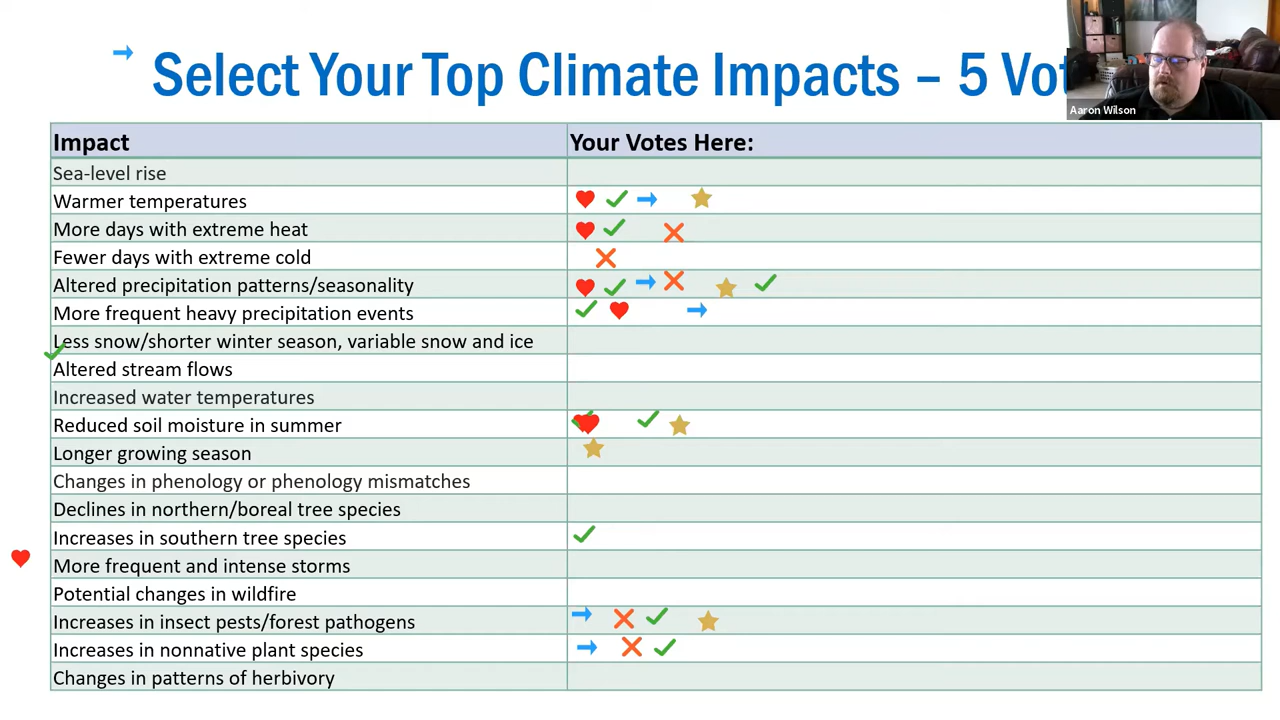 Select Your Top Climate Impacts – 5 Vot
Aaron Wilson
Impact
Your Votes Here:
Sea-level rise
Warmer temperatures
More days with extreme heat
Fewer days with extreme cold
Altered precipitation patterns/seasonality
More frequent heavy precipitation events
Less snow/shorter winter season, variable snow and ice
Altered stream flows
Increased water temperatures
Reduced soil moisture in summer
Longer growing season
Changes in phenology or phenology mismatches
Declines in northern/boreal tree species
Increases in southern tree species
More frequent and intense storms
Potential changes in wildfire
Increases in insect pests/forest pathogens
Increases in nonnative plant species
Changes in patterns of herbivory